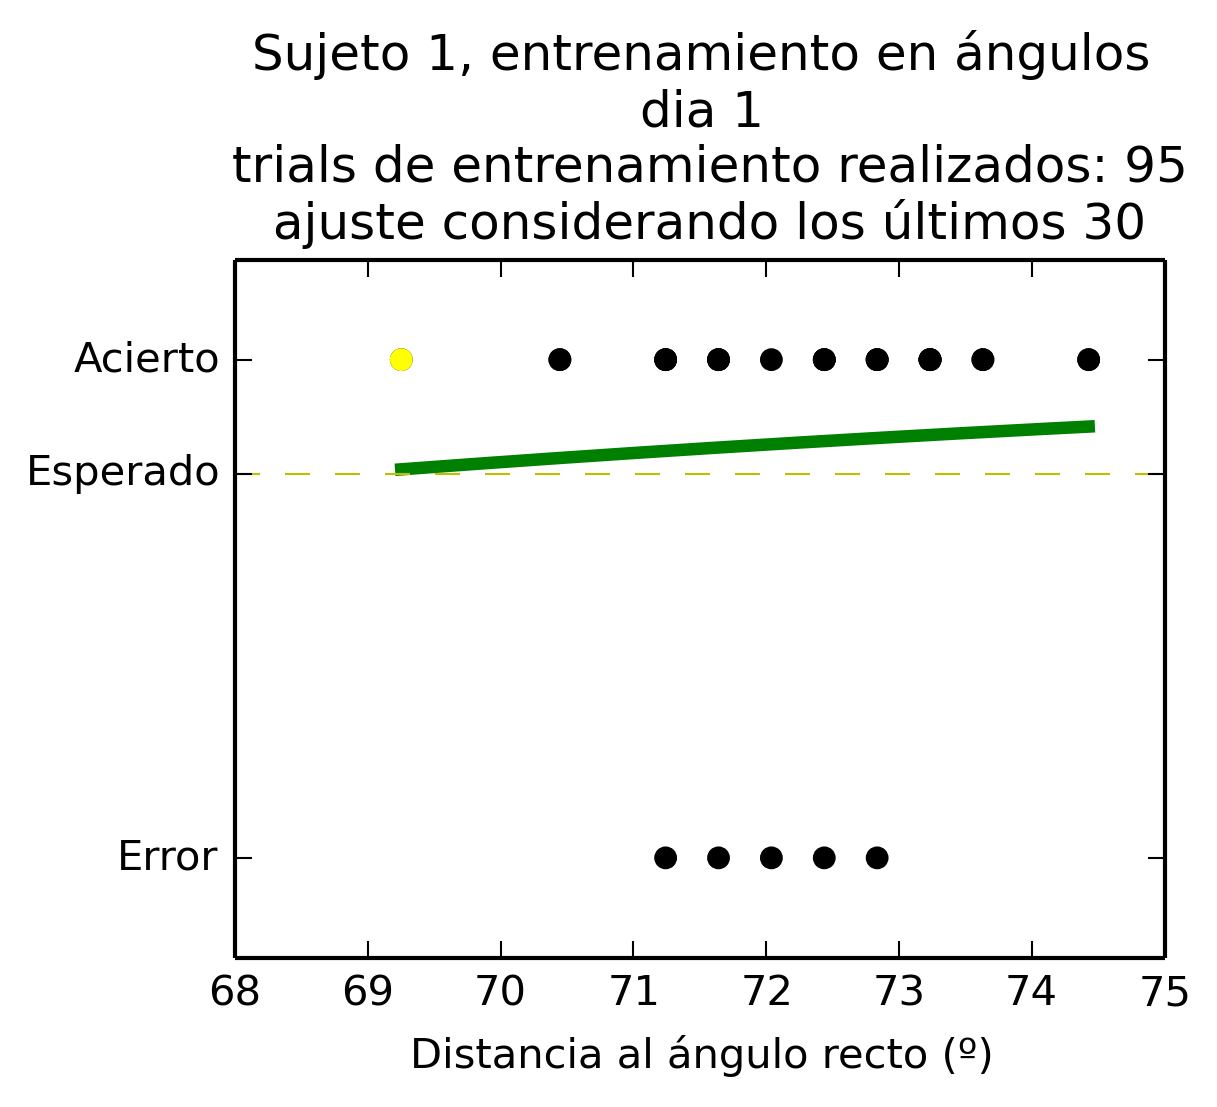 Sujeto 1, entrenamiento en ángulos
dia 1
trials de entrenamiento realizados: 95
ajuste considerando los últimos 30
Acierto
Esperado
Error
68 69 70 71 72 73 74 75
Distancia al ángulo recto (º)